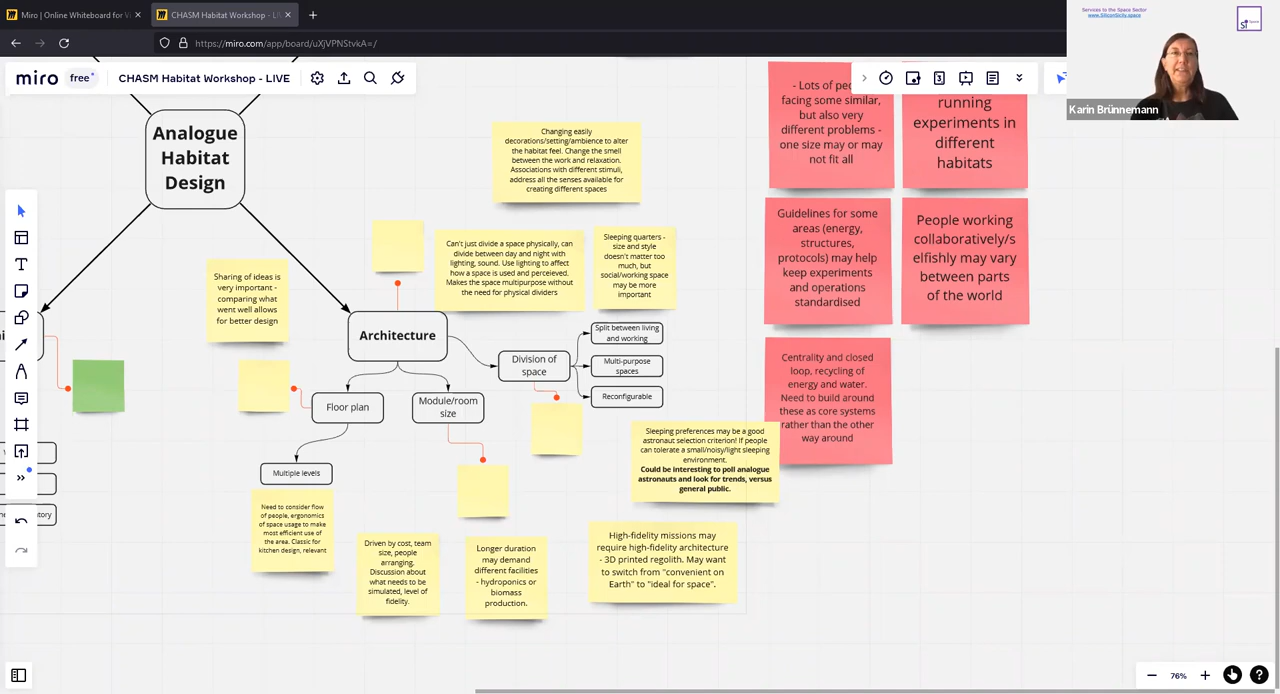 Miro | Online Whiteboard for Vi
CHASM Habitat Workshop - LIVE
https://miro.com/app/board/uXjVPNStvkA=/
Services to the Space Sector
www.SiliconSicily.space
Karin Brünnemann
miro
free
CHASM Habitat Workshop - LIVE
Analogue
Habitat
Design
Changing easily
decorations/setting/ambience to
alter the habitat feel. Change the smell
between the work and relaxation.
Associations with different stimuli,
address all the senses available for
creating different spaces
Sharing of ideas is
very important -
comparing what
went well allows
for better design
Can't just divide a space physically, can
divide between day and night with
lighting, sound. Use lighting to affect
how a space is used and perceieved.
Makes the space multipurpose without
the need for physical dividers
Sleeping quarters -
size and style
doesn't matter too
much, but
social/working space
may be more
important
Architecture
Division of
space
Split between living
and working
Multi-purpose
spaces
Reconfigurable
Floor plan
Module/room
size
Multiple levels
Need to consider flow
of people, ergonomics
of space usage to make
most efficient use of
the area. Classic for
kitchen design, relevant
Driven by cost, team
size, people
arranging.
Discussion about
what needs to be
simulated, level of
fidelity.
Longer duration
may demand
different facilities
- hydroponics or
biomass
production.
Sleeping preferences may be a good
astronaut selection criterion! If people
can tolerate a small/noisy/light sleeping
environment.
Could be interesting to poll analogue
astronauts and look for trends, versus
general public.
High-fidelity missions may
require high-fidelity architecture
- 3D printed regolith. May want
to switch from "convenient on
Earth" to "ideal for space".
- Lots of
facing some similar,
but also very
different problems -
one size may or may
not fit all
running
experiments in
different
habitats
Guidelines for some
areas (energy,
structures,
protocols) may help
keep experiments
and operations
standardised
People working
collaboratively/s
elfishly may vary
between parts
of the world
Centrality and closed
loop, recycling of
energy and water.
Need to build around
these as core systems
rather than the other
way around
76%